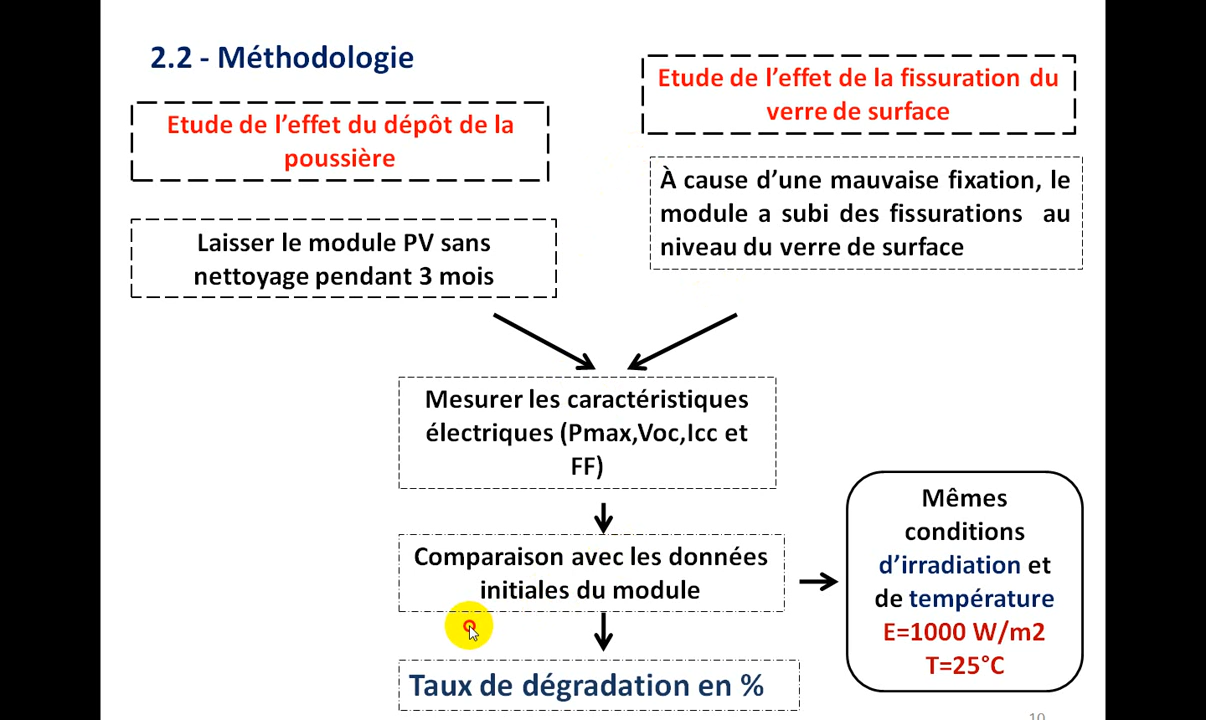 2.2 - Méthodologie
Etude de l’effet du dépôt de la
poussière
Laisser le module PV sans
nettoyage pendant 3 mois
Etude de l’effet de la fissuration du
verre de surface
À cause d’une mauvaise fixation, le
module a subi des fissurations au
niveau du verre de surface
Mesurer les caractéristiques
électriques (Pmax,Voc,Icc et
FF)
Comparaison avec les données
initiales du module
Mêmes
conditions
d’irradiation et
de température
E=1000 W/m2
T=25°C
Taux de dégradation en %
10